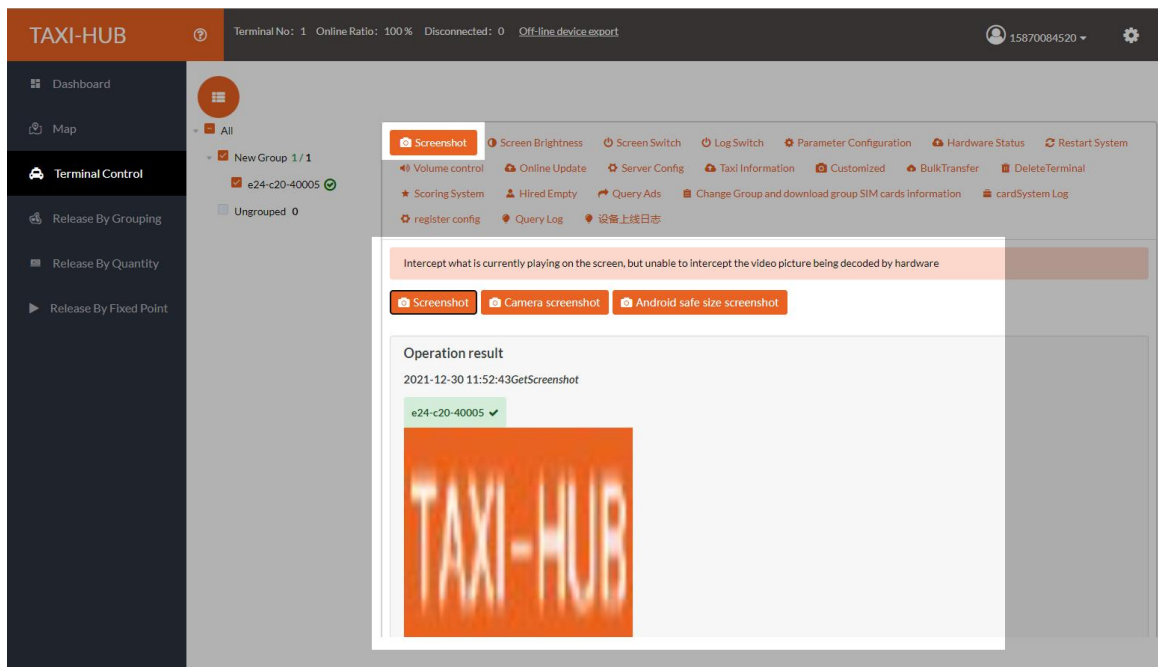 TAXI-HUB
Terminal No: 1 Online Ratio: 100 % Disconnected: 0 Off-line device export
15870084520
Dashboard
Map
Terminal Control
Release By Grouping
Release By Quantity
Release By Fixed Point
All
New Group 1/1
e24-c20-40005
Ungrouped 0
Screenshot Screen Brightness Screen Switch Log Switch Parameter Configuration Hardware Status Restart System
Volume control Online Update Server Config Taxi Information Customized BulkTransfer DeleteTerminal
Scoring System Hired Empty Query Ads Change Group and download group SIM cards information cardSystem Log
register config Query Log 设备上线日志
Intercept what is currently playing on the screen, but unable to intercept the video picture being decoded by hardware
Screenshot Camera screenshot Android safe size screenshot
Operation result
2021-12-30 11:52:43GetScreenshot
e24-c20-40005
TAXI-HUB